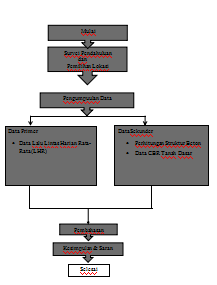 Mulai
Survei Pendahuluan
dan
Pemilihan Lokasi
Pengumpulan Data
Data Primer
Data Lalu Lintas Harian Rata-
Rata(LHR)
Data Sekunder
Perhitungan Struktur Beton
Data CBR Tanah Dasar
Pembahasan
Kesimpulan & Saran
Selesai